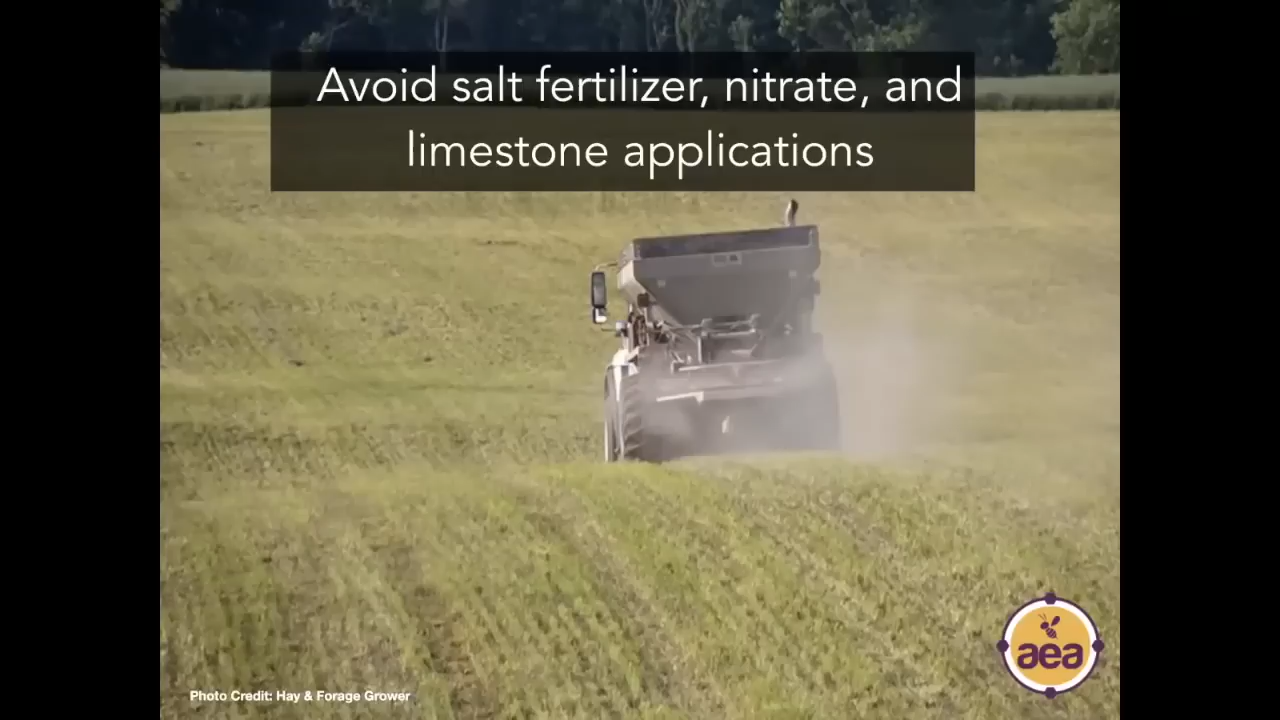 Avoid salt fertilizer, nitrate, and
limestone applications
aea
Photo Credit: Hay & Forage Grower